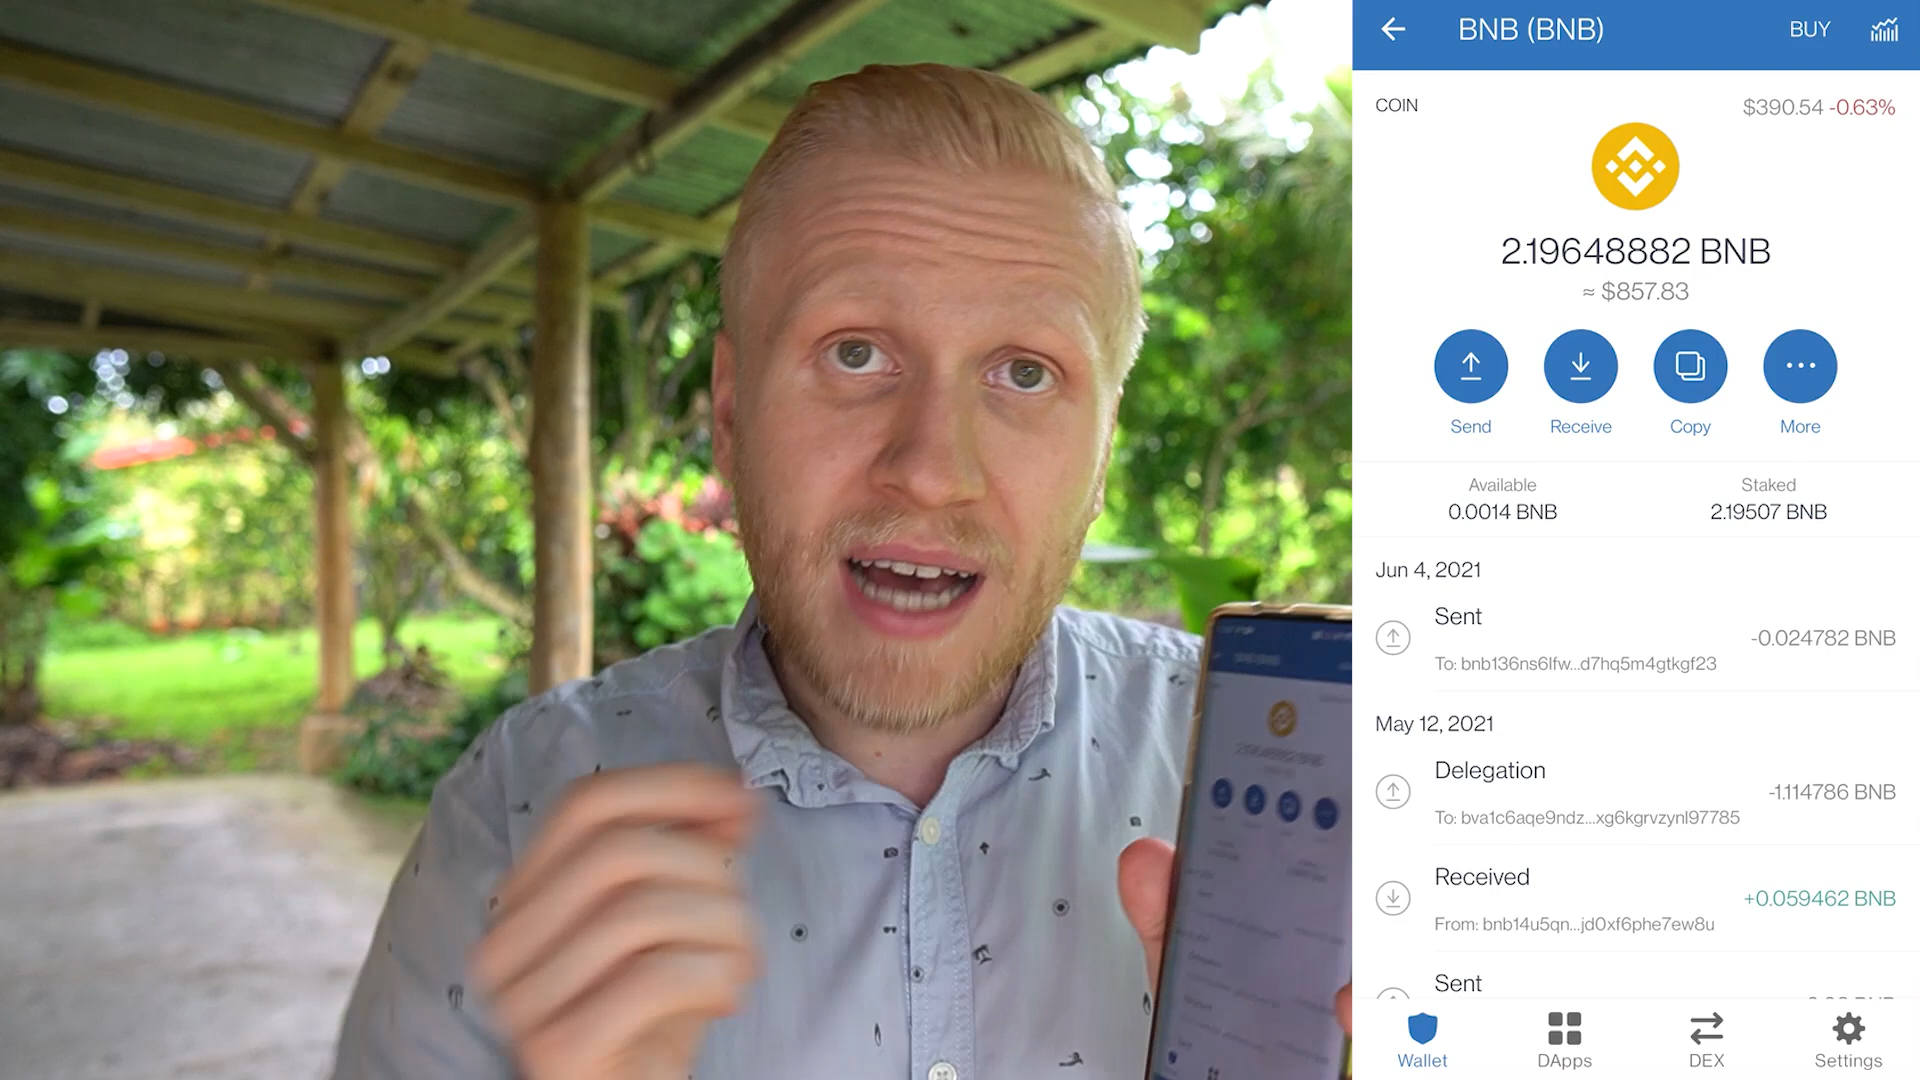 BNB (BNB)
BUY
COIN
$390.54 -0.63%
2.19648882 BNB
≈ $857.83
Send
Receive
Copy
More
Available
Staked
0.0014 BNB
2.19507 BNB
Jun 4, 2021
Sent
-0.024782 BNB
To: bnb136ns6lfw...d7hq5m4gtkgf23
May 12, 2021
Delegation
-1.114786 BNB
To: bva1c6aqe9ndz...xg6kgrvzynl97785
Received
+0.059462 BNB
From: bnb14u5qn...jd0xf6phe7ew8u
Sent
Wallet
DApps
DEX
Settings